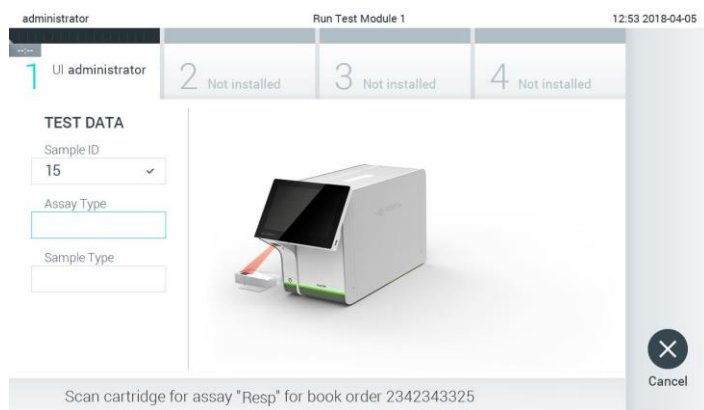 administrator
Run Test Module 1
12:53 2018-04-05
--:--
1 UI administrator
2 Not installed
3 Not installed
4 Not installed
TEST DATA
Sample ID
15
Assay Type
Sample Type
Cancel
Scan cartridge for assay "Resp" for book order 2342343325